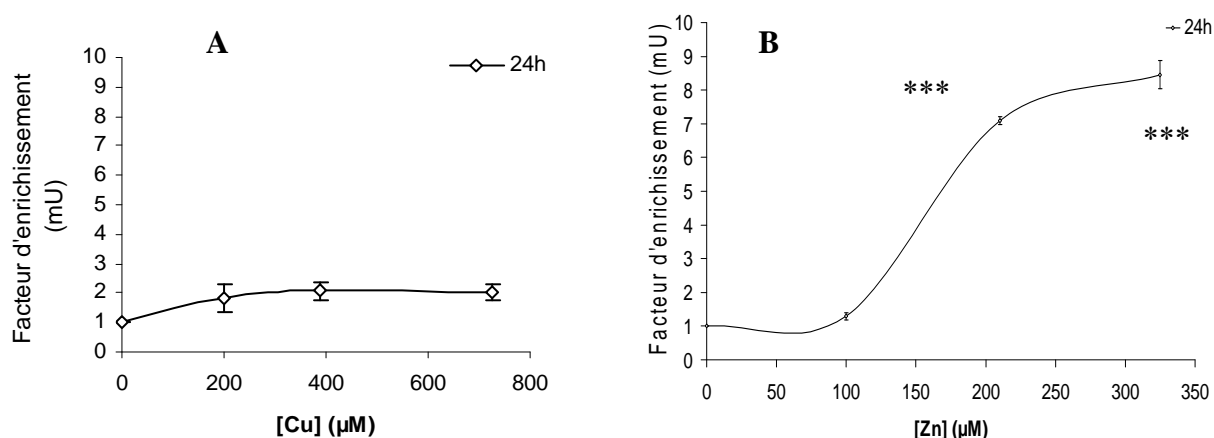 A
24h
Facteur d'enrichissement
(mU)
10
9
8
7
6
5
4
3
2
1
0
0 200 400 600 800
[Cu] (µM)
B
24h
***
***
Facteur d'enrichissement (mU)
10
9
8
7
6
5
4
3
2
1
0
0 50 100 150 200 250 300 350
[Zn] (µM)